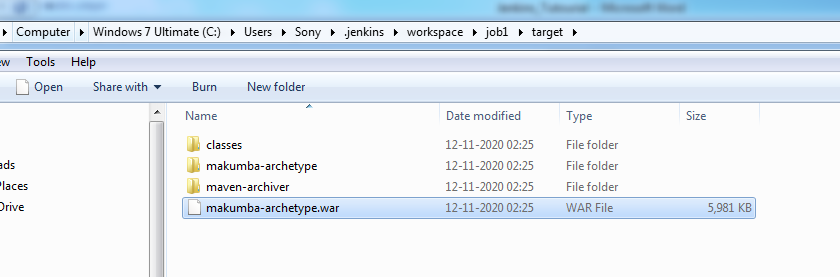 Jenkins_Tutourial - Microsoft Word
Computer Windows 7 Ultimate (C:) Users Sony .jenkins workspace job1 target
ew Tools Help
Open Share with Burn New folder
Name Date modified Type Size
classes 12-11-2020 02:25 File folder
ads makumba-archetype 12-11-2020 02:25 File folder
Places maven-archiver 12-11-2020 02:25 File folder
Drive makumba-archetype.war 12-11-2020 02:25 WAR File 5,981 KB